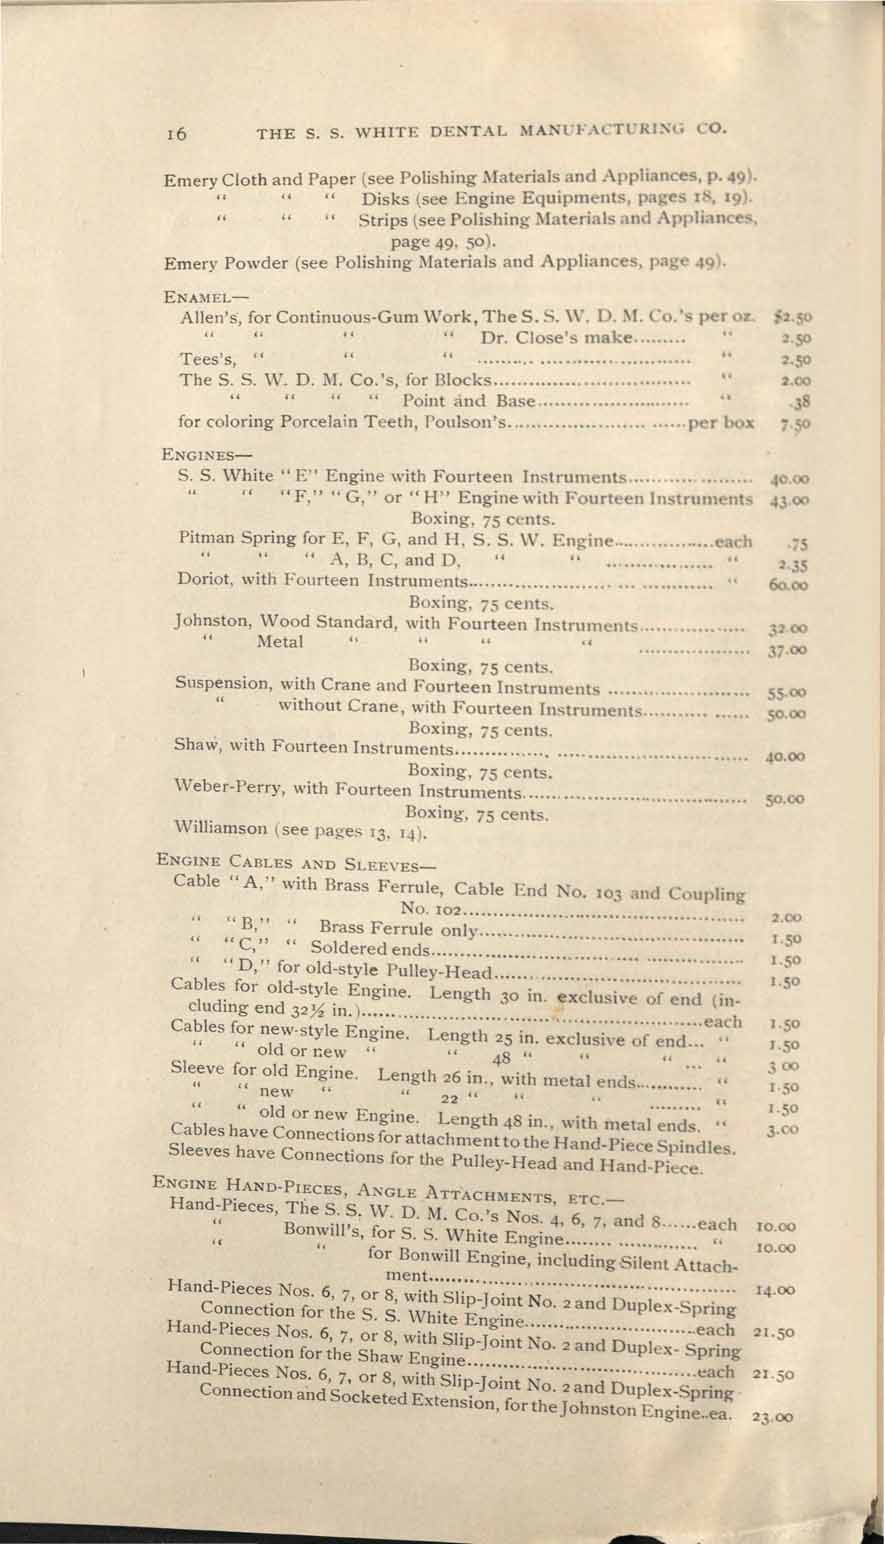 16 THE S. S. WHITE DENTAL MANUFACTURING CO.
Emery Cloth and Paper (see Polishing Materials and Appliances, p. 49).
“ “ “ Disks (see Engine Equipments, pages 18, 19).
“ “ “ Strips (see Polishing Materials and Appliances,
page 49, 50).
Emery Powder (see Polishing Materials and Appliances, page 49).
ENAMEL—
Allen's, for Continuous-Gum Work, The S. S. W. D. M. Co.'s per oz. $2.50
“ “ “ “ Dr. Close's make......... “ 2.50
Tees's, “ “ “ .................................... “ 2.50
The S. S. W. D. M. Co.'s, for Blocks.................................. “ 2.00
“ “ “ “ Point and Base........................... “ .38
for coloring Porcelain Teeth, Poulson's............................per box 7.50
ENGINES—
S. S. White “E” Engine with Fourteen Instruments..................... 40.00
“ “ “F,” “G,” or “H” Engine with Fourteen Instruments 43.00
Boxing, 75 cents.
Pitman Spring for E, F, G, and H, S. S. W. Engine..................each .75
“ “ “ A, B, C, and D, “ “ ................... “ 2.35
Doriot, with Fourteen Instruments....................................... “ 60.00
Boxing, 75 cents.
Johnston, Wood Standard, with Fourteen Instruments................. 32.00
“ Metal “ “ “ “ ................... 37.00
Boxing, 75 cents.
Suspension, with Crane and Fourteen Instruments ........................ 55.00
“ without Crane, with Fourteen Instruments................. 50.00
Boxing, 75 cents.
Shaw, with Fourteen Instruments................................................ 40.00
Boxing, 75 cents.
Weber-Perry, with Fourteen Instruments...................................... 50.00
Boxing, 75 cents.
Williamson (see pages 13, 14).
ENGINE CABLES AND SLEEVES—
Cable “A,” with Brass Ferrule, Cable End No. 103 and Coupling
No. 102............................................... 2.00
“ “B,” “ Brass Ferrule only............................................ 1.50
“ “C,” “ Soldered ends................................................... 1.50
“ “D,” for old-style Pulley-Head........................................ 1.50
Cables for old-style Engine. Length 30 in. exclusive of end (in-
cluding end 32½ in.)......................................................each 1.50
Cables for new-style Engine. Length 25 in. exclusive of end... “ 1.50
“ “ old or new “ “ 48 “ “ “ ... “ 3 00
Sleeve for old Engine. Length 26 in., with metal ends............ “ 1.50
“ “ new “ “ 22 “ “ “ ......... “ 1.50
“ “ old or new Engine. Length 48 in., with metal ends. “ 3.00
Cables have Connections for attachment to the Hand-Piece Spindles.
Sleeves have Connections for the Pulley-Head and Hand-Piece.
ENGINE HAND-PIECES, ANGLE ATTACHMENTS, ETC.—
Hand-Pieces, The S. S. W. D. M. Co.'s Nos. 4, 6, 7, and 8......each 10.00
“ Bonwill's, for S. S. White Engine...................... “ 10.00
“ “ for Bonwill Engine, including Silent Attach-
ment............................................ 14.00
Hand-Pieces Nos. 6, 7, or 8, with Slip-Joint No. 2 and Duplex-Spring
Connection for the S. S. White Engine..............................each 21.50
Hand-Pieces Nos. 6, 7, or 8, with Slip-Joint No. 2 and Duplex- Spring
Connection for the Shaw Engine.......................................each 21.50
Hand-Pieces Nos. 6, 7, or 8, with Slip-Joint No. 2 and Duplex-Spring
Connection and Socketed Extension, for the Johnston Engine..ea. 23.00